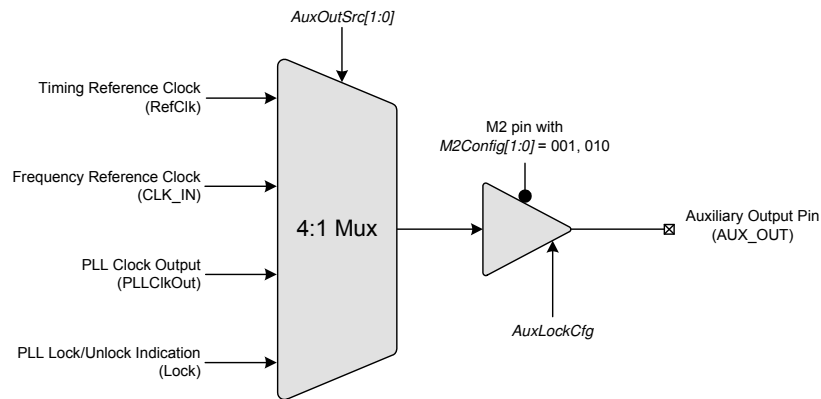 AuxOutSrc[1:0]
Timing Reference Clock
(RefClk)
M2 pin with
M2Config[1:0] = 001, 010
Frequency Reference Clock
(CLK_IN)
4:1 Mux
Auxiliary Output Pin
(AUX_OUT)
PLL Clock Output
(PLLClkOut)
AuxLockCfg
PLL Lock/Unlock Indication
(Lock)